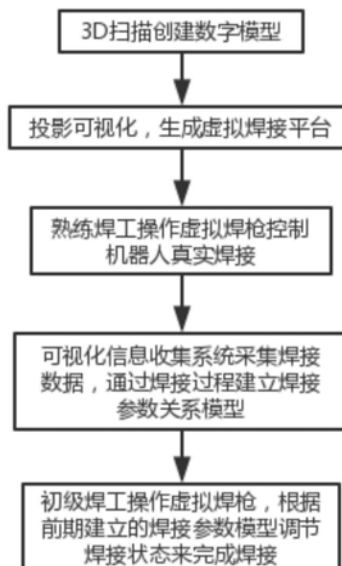 3D扫描创建数字模型
投影可视化，生成虚拟焊接平台
熟练焊工操作虚拟焊枪控制
机器人真实焊接
可视化信息收集系统采集焊接
数据，通过焊接过程建立焊接
参数关系模型
初级焊工操作虚拟焊枪，根据
前期建立的焊接参数模型调节
焊接状态来完成焊接